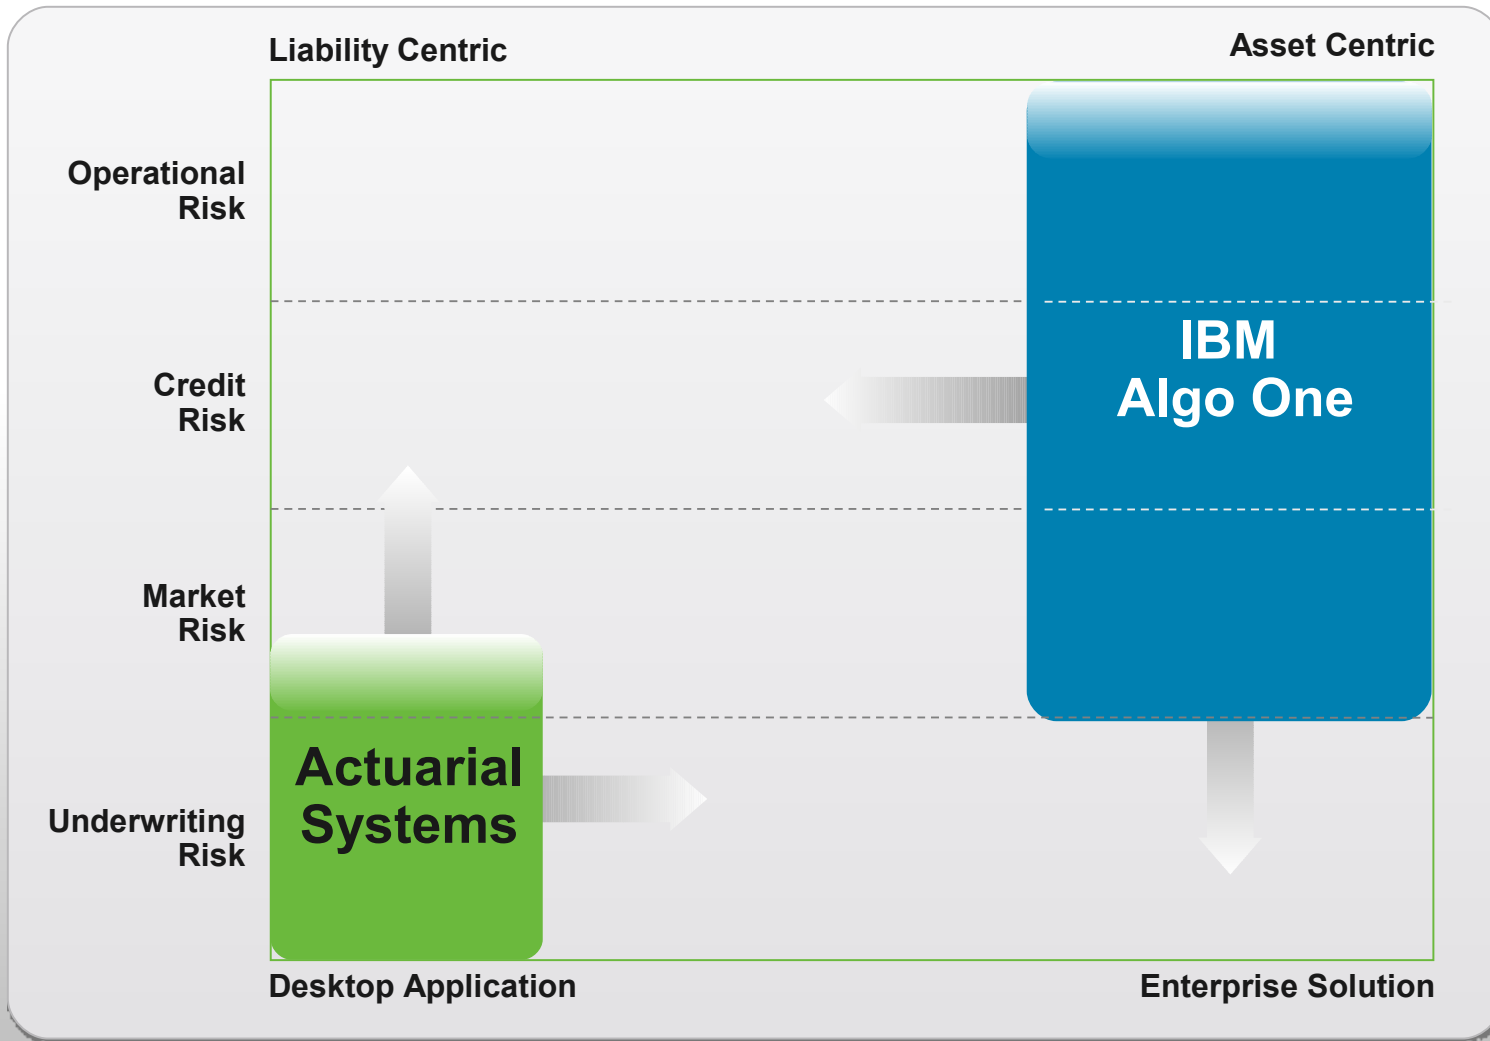 Liability Centric
Asset Centric
Operational
Risk
IBM
Algo One
Credit
Risk
Market
Risk
Actuarial
Systems
Underwriting
Risk
Desktop Application
Enterprise Solution